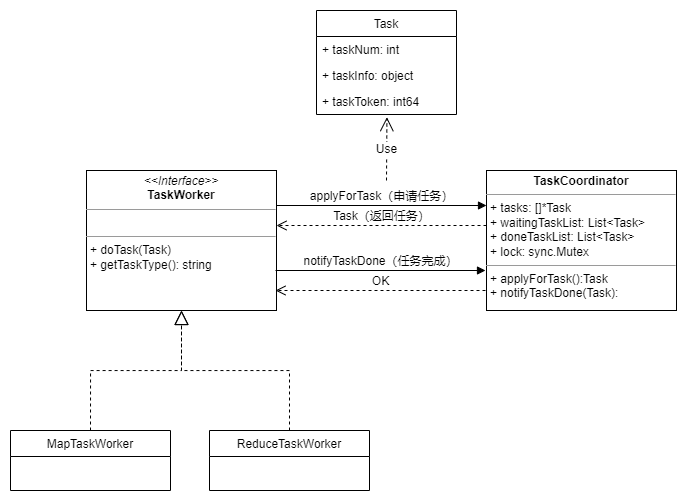 Task
+ taskNum: int
+ taskInfo: object
+ taskToken: int64
Use
<<Interface>>
TaskWorker
+ doTask(Task)
+ getTaskType(): string
applyForTask（申请任务）
Task（返回任务）
notifyTaskDone（任务完成）
OK
TaskCoordinator
+ tasks: []*Task
+ waitingTaskList: List<Task>
+ doneTaskList: List<Task>
+ lock: sync.Mutex
+ applyForTask():Task
+ notifyTaskDone(Task):
MapTaskWorker
ReduceTaskWorker